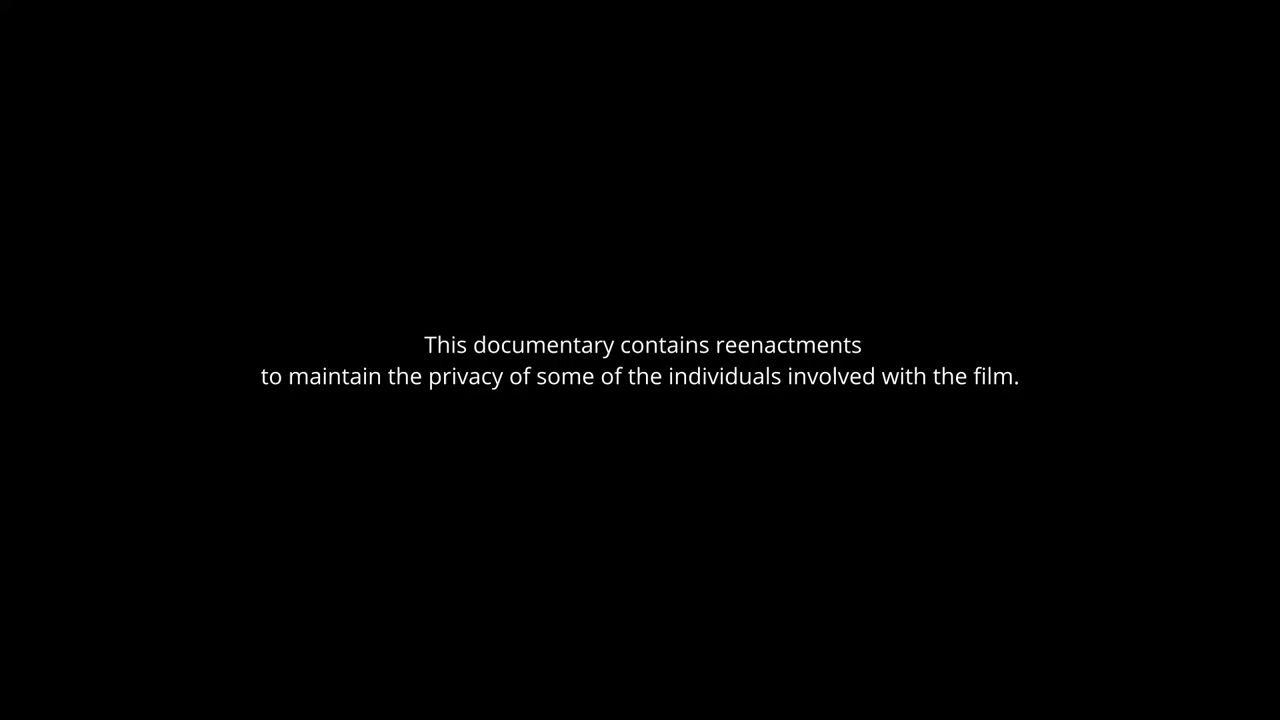 This documentary contains reenactments
to maintain the privacy of some of the individuals involved with the film.